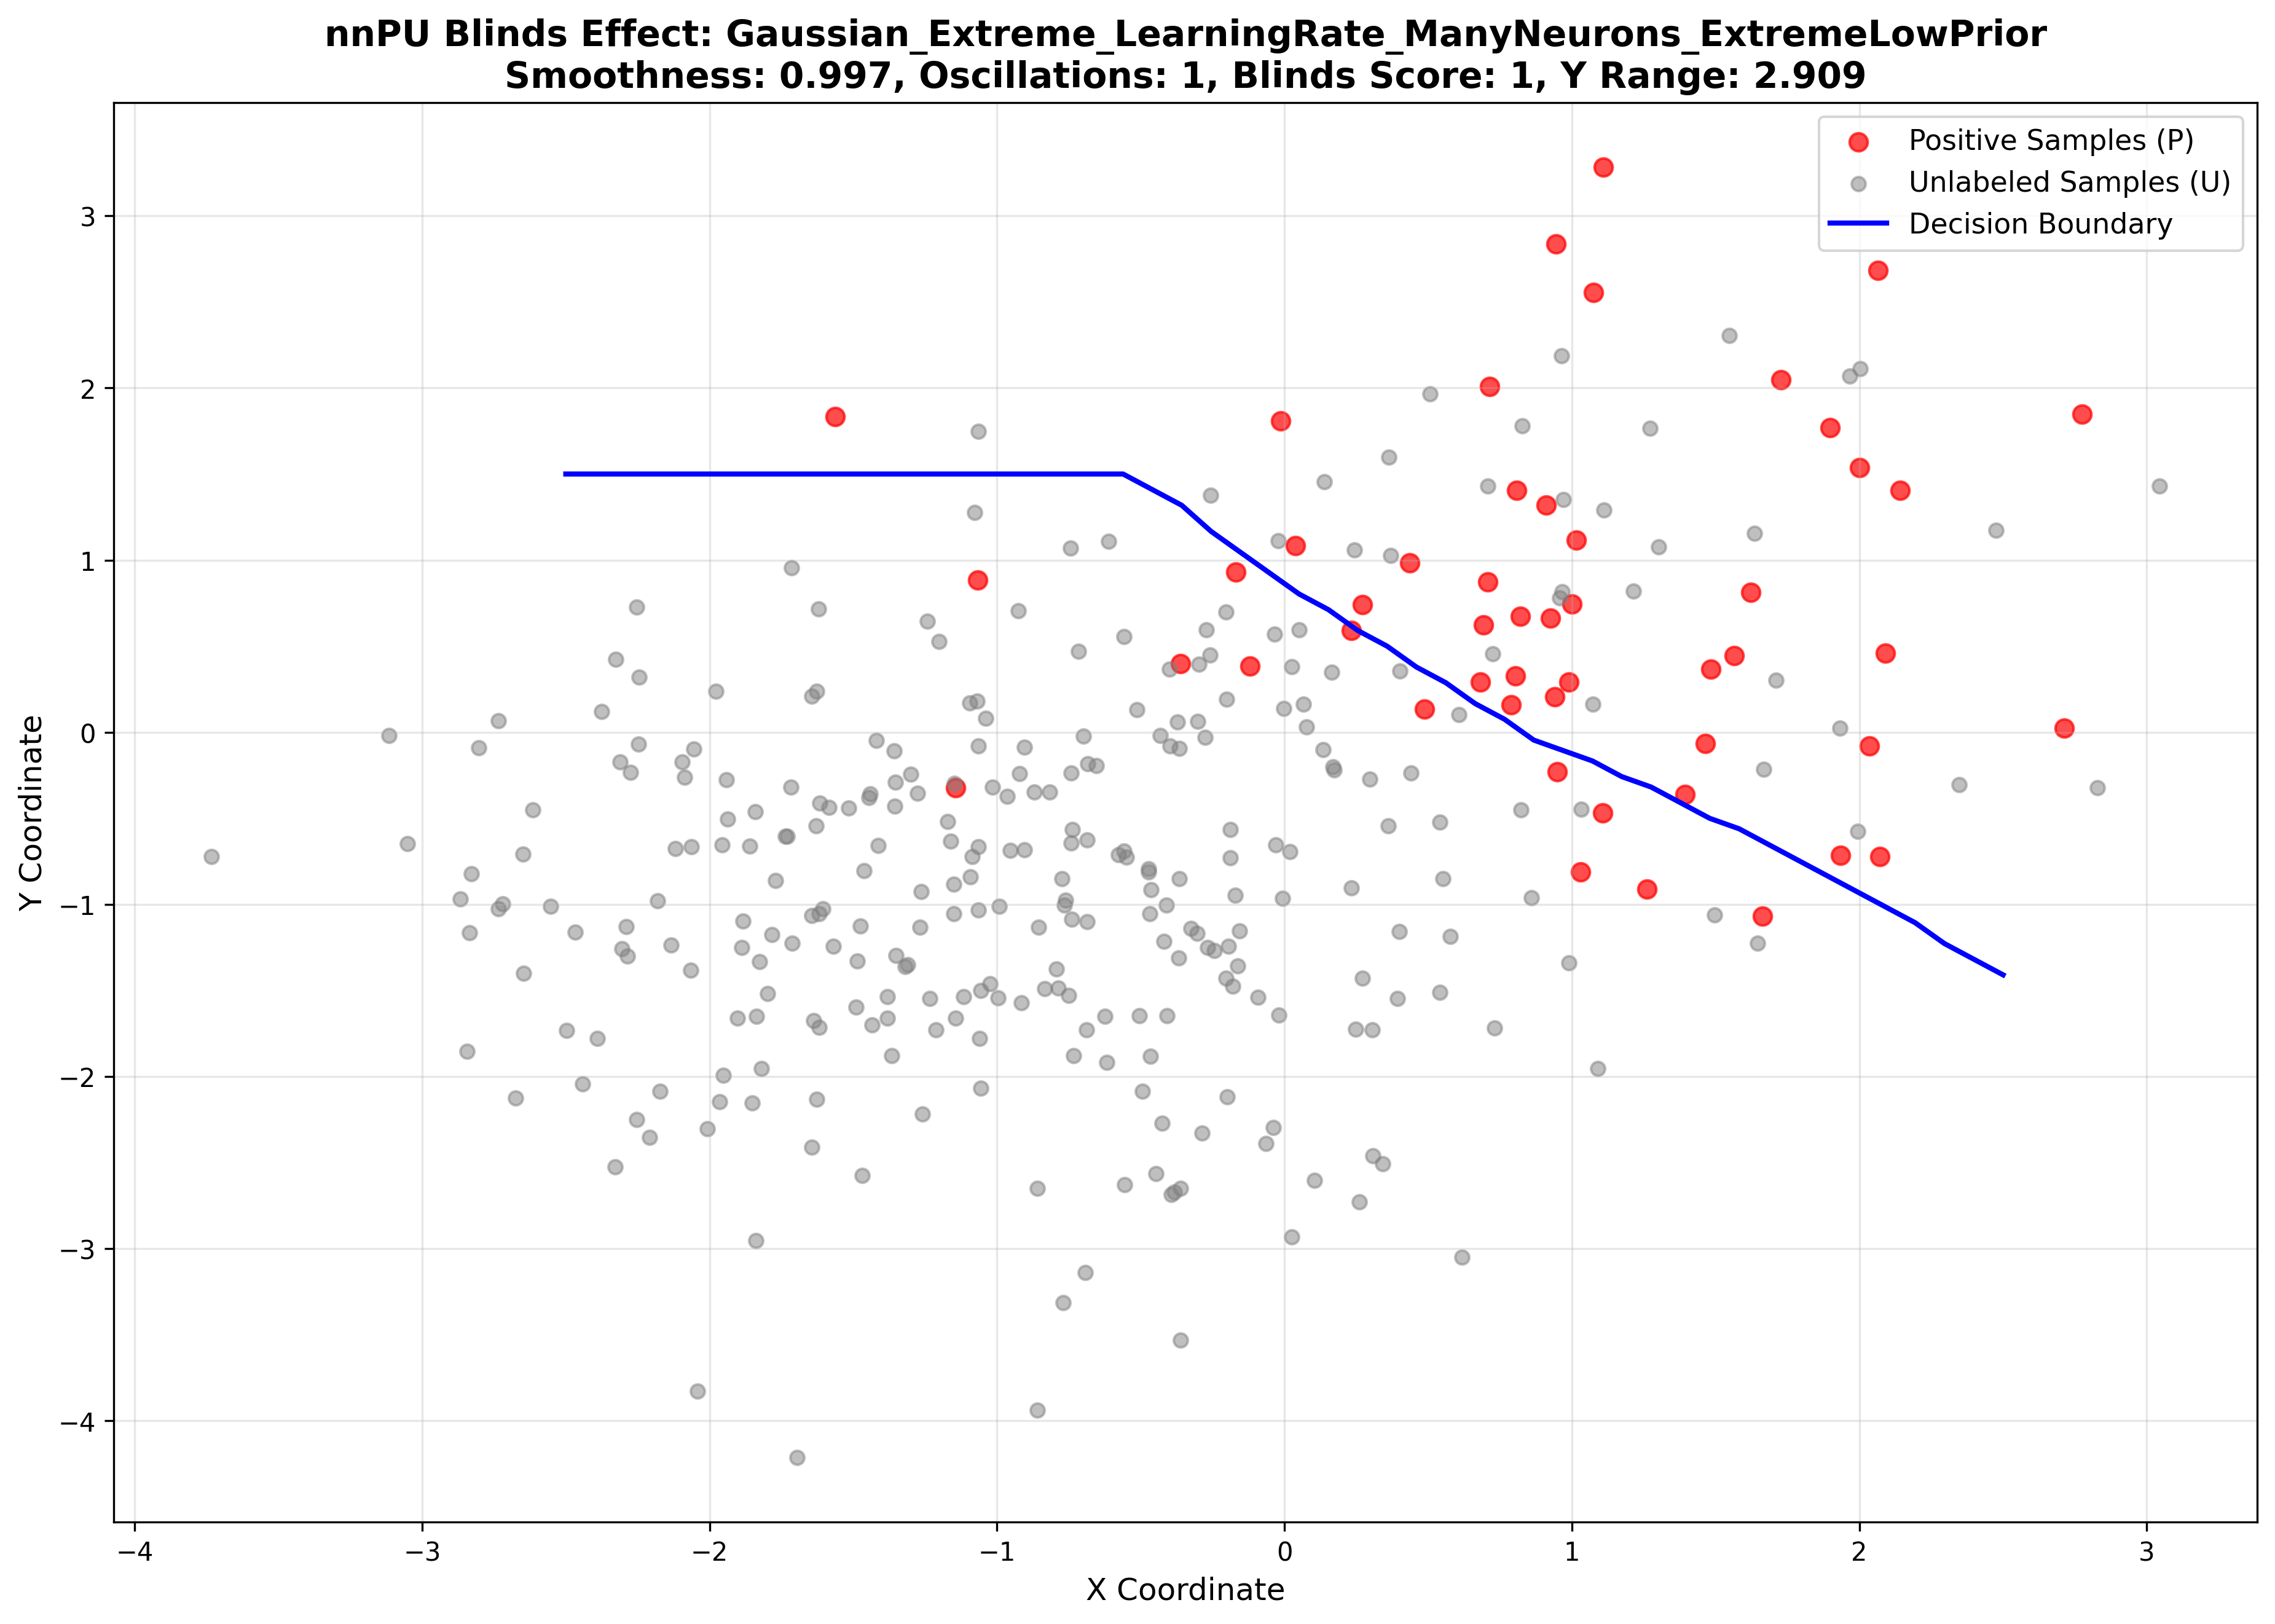 nnPU Blinds Effect: Gaussian_Extreme_LearningRate_ManyNeurons_ExtremeLowPrior
Smoothness: 0.997, Oscillations: 1, Blinds Score: 1, Y Range: 2.909
Positive Samples (P)
Unlabeled Samples (U)
Decision Boundary
Y Coordinate
3
2
1
0
−1
−2
−3
−4
−4 −3 −2 −1 0 1 2 3
X Coordinate